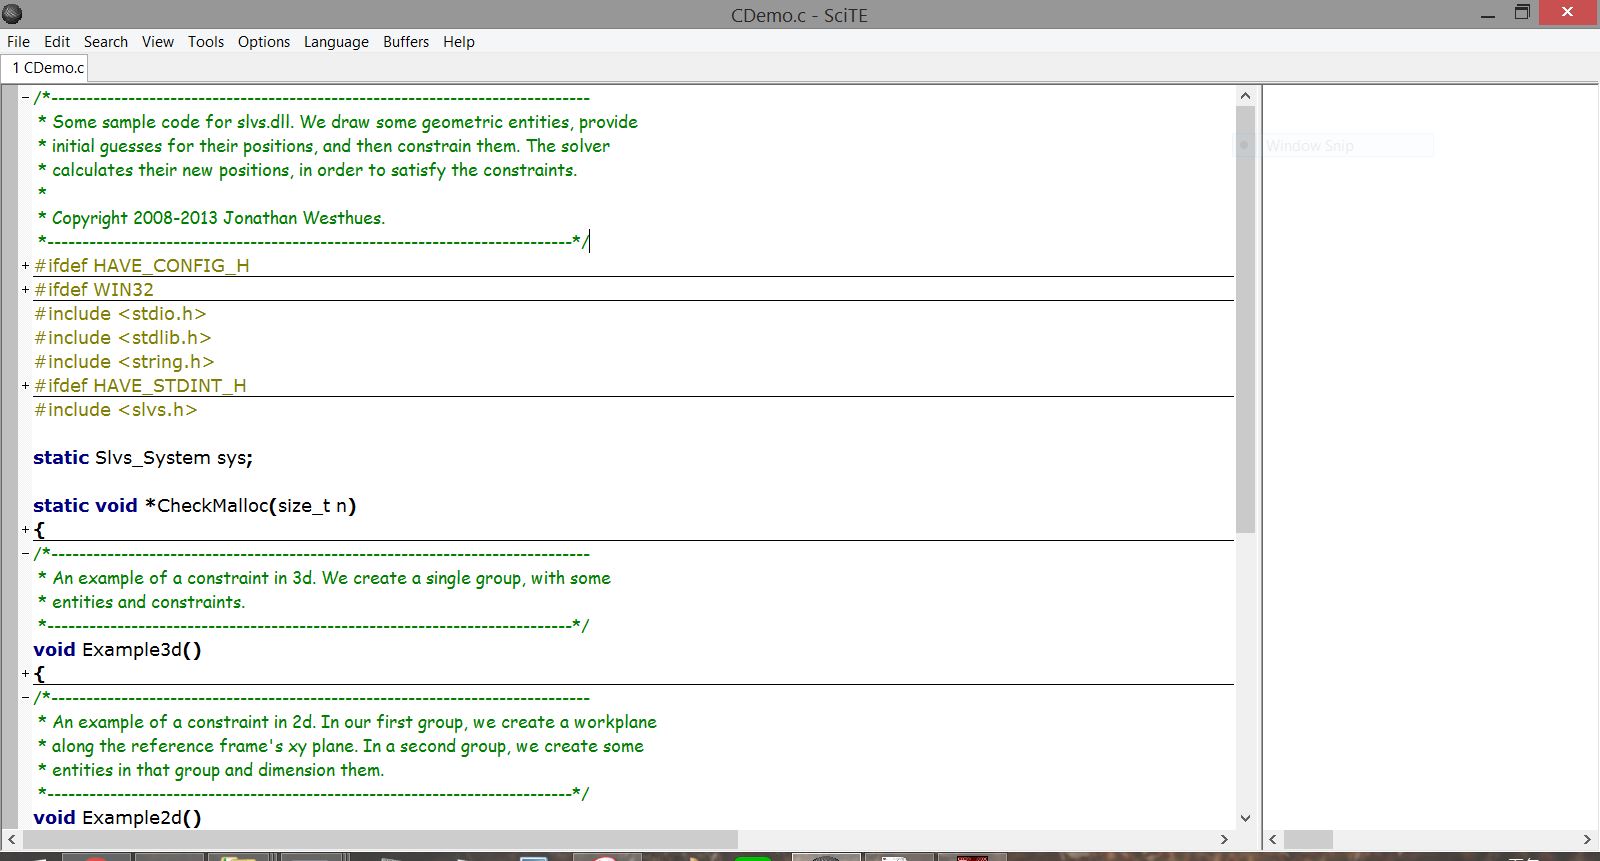 CDemo.c - SciTE
File Edit Search View Tools Options Language Buffers Help
1 CDemo.c
/*-----------------------------------------------------------------------------
* Some sample code for slvs.dll. We draw some geometric entities, provide
* initial guesses for their positions, and then constrain them. The solver
* calculates their new positions, in order to satisfy the constraints.
*
* Copyright 2008-2013 Jonathan Westhues.
*---------------------------------------------------------------------------*/
#ifdef HAVE_CONFIG_H
#ifdef WIN32
#include <stdio.h>
#include <stdlib.h>
#include <string.h>
#ifdef HAVE_STDINT_H
#include <slvs.h>
static Slvs_System sys;
static void *CheckMalloc(size_t n)
{
/*-----------------------------------------------------------------------------
* An example of a constraint in 3d. We create a single group, with some
* entities and constraints.
*---------------------------------------------------------------------------*/
void Example3d()
{
/*-----------------------------------------------------------------------------
* An example of a constraint in 2d. In our first group, we create a workplane
* along the reference frame's xy plane. In a second group, we create some
* entities in that group and dimension them.
*---------------------------------------------------------------------------*/
void Example2d()
Window Snip